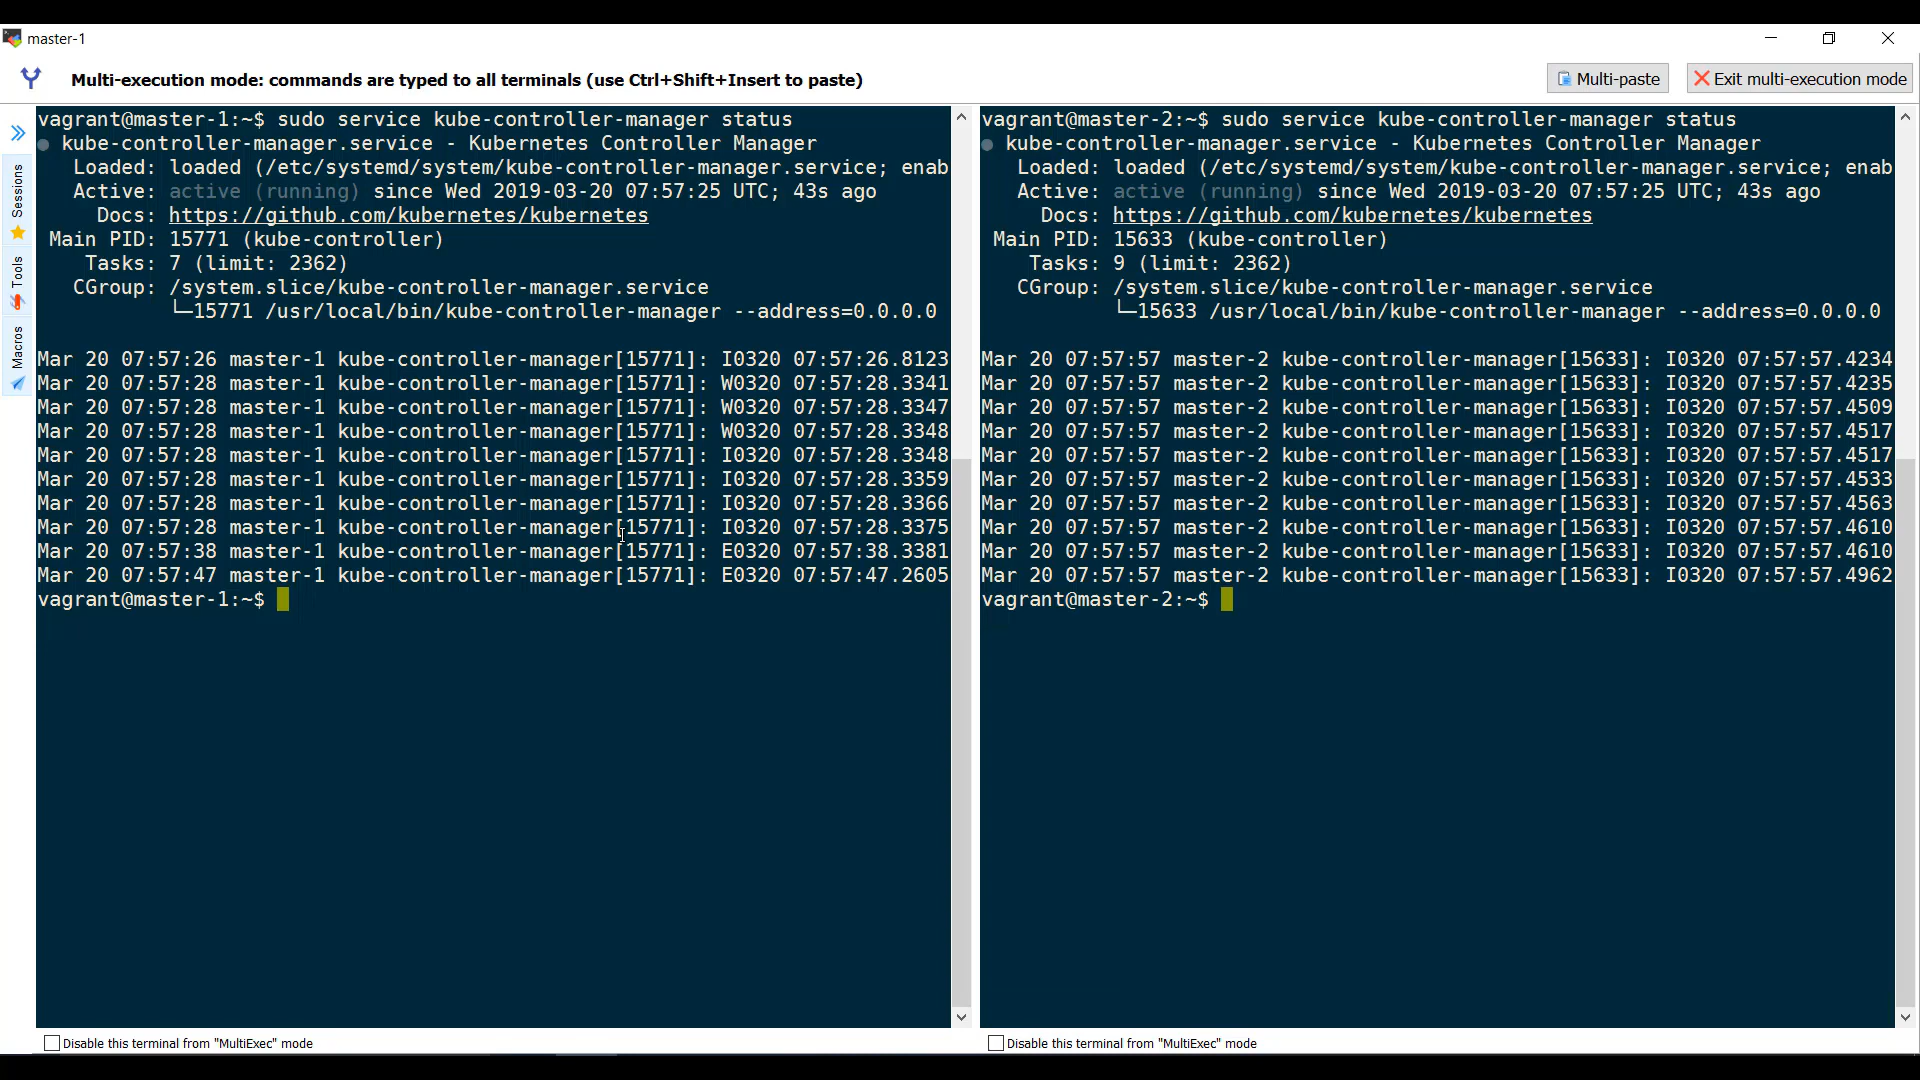 master-1
Multi-execution mode: commands are typed to all terminals (use Ctrl+Shift+Insert to paste)
Multi-paste
Exit multi-execution mode
Sessions
Tools
Macros
vagrant@master-1:~$ sudo service kube-controller-manager status
● kube-controller-manager.service - Kubernetes Controller Manager
Loaded: loaded (/etc/systemd/system/kube-controller-manager.service; enab
Active: active (running) since Wed 2019-03-20 07:57:25 UTC; 43s ago
Docs: https://github.com/kubernetes/kubernetes
Main PID: 15771 (kube-controller)
Tasks: 7 (limit: 2362)
CGroup: /system.slice/kube-controller-manager.service
└─15771 /usr/local/bin/kube-controller-manager --address=0.0.0.0
Mar 20 07:57:26 master-1 kube-controller-manager[15771]: I0320 07:57:26.8123
Mar 20 07:57:28 master-1 kube-controller-manager[15771]: W0320 07:57:28.3341
Mar 20 07:57:28 master-1 kube-controller-manager[15771]: W0320 07:57:28.3347
Mar 20 07:57:28 master-1 kube-controller-manager[15771]: W0320 07:57:28.3348
Mar 20 07:57:28 master-1 kube-controller-manager[15771]: I0320 07:57:28.3348
Mar 20 07:57:28 master-1 kube-controller-manager[15771]: I0320 07:57:28.3359
Mar 20 07:57:28 master-1 kube-controller-manager[15771]: I0320 07:57:28.3366
Mar 20 07:57:28 master-1 kube-controller-manager[15771]: I0320 07:57:28.3375
Mar 20 07:57:38 master-1 kube-controller-manager[15771]: E0320 07:57:38.3381
Mar 20 07:57:47 master-1 kube-controller-manager[15771]: E0320 07:57:47.2605
vagrant@master-1:~$
Disable this terminal from "MultiExec" mode
vagrant@master-2:~$ sudo service kube-controller-manager status
● kube-controller-manager.service - Kubernetes Controller Manager
Loaded: loaded (/etc/systemd/system/kube-controller-manager.service; enab
Active: active (running) since Wed 2019-03-20 07:57:25 UTC; 43s ago
Docs: https://github.com/kubernetes/kubernetes
Main PID: 15633 (kube-controller)
Tasks: 9 (limit: 2362)
CGroup: /system.slice/kube-controller-manager.service
└─15633 /usr/local/bin/kube-controller-manager --address=0.0.0.0
Mar 20 07:57:57 master-2 kube-controller-manager[15633]: I0320 07:57:57.4234
Mar 20 07:57:57 master-2 kube-controller-manager[15633]: I0320 07:57:57.4235
Mar 20 07:57:57 master-2 kube-controller-manager[15633]: I0320 07:57:57.4509
Mar 20 07:57:57 master-2 kube-controller-manager[15633]: I0320 07:57:57.4517
Mar 20 07:57:57 master-2 kube-controller-manager[15633]: I0320 07:57:57.4517
Mar 20 07:57:57 master-2 kube-controller-manager[15633]: I0320 07:57:57.4533
Mar 20 07:57:57 master-2 kube-controller-manager[15633]: I0320 07:57:57.4563
Mar 20 07:57:57 master-2 kube-controller-manager[15633]: I0320 07:57:57.4610
Mar 20 07:57:57 master-2 kube-controller-manager[15633]: I0320 07:57:57.4610
Mar 20 07:57:57 master-2 kube-controller-manager[15633]: I0320 07:57:57.4962
vagrant@master-2:~$
Disable this terminal from "MultiExec" mode